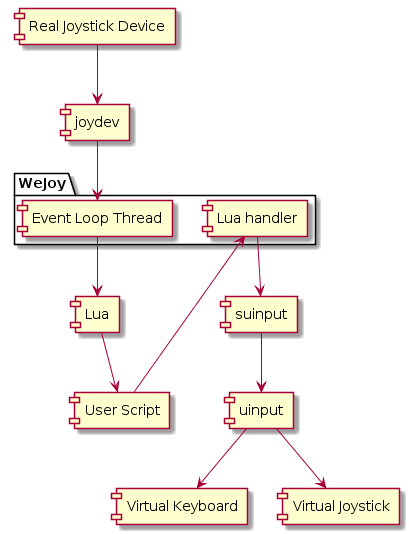 Real Joystick Device
joydev
WeJoy
Event Loop Thread
Lua handler
Lua
suinput
User Script
uinput
Virtual Keyboard
Virtual Joystick